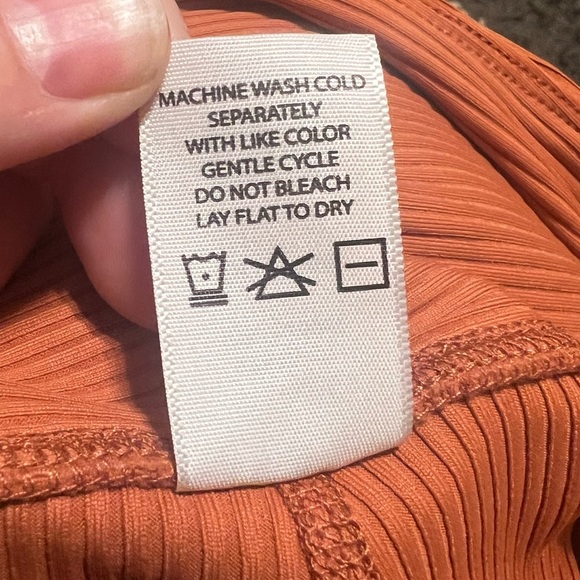 MACHINE WASH COLD
SEPARATELY
WITH LIKE COLOR
GENTLE CYCLE
DO NOT BLEACH
LAY FLAT TO DRY